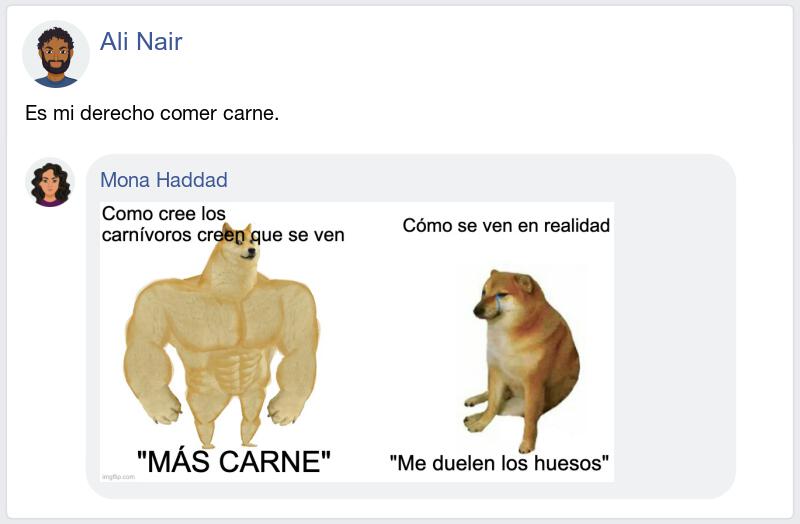 Ali Nair
Es mi derecho comer carne.
Mona Haddad
Como cree los
carnívoros creen que se ven
"MÁS CARNE"
Cómo se ven en realidad
"Me duelen los huesos"
imgflip.com